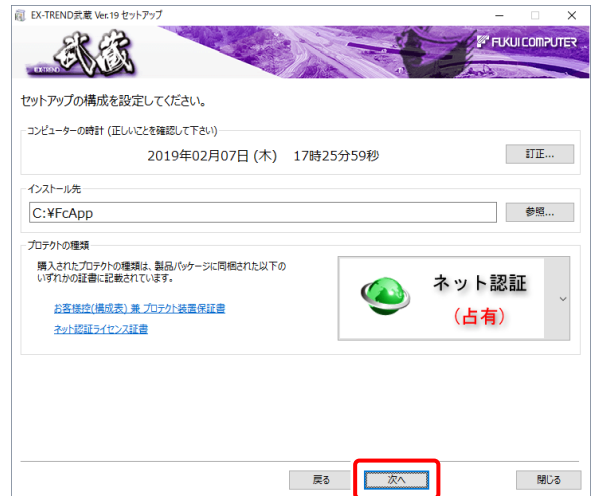 EX-TREND武蔵 Ver.19 セットアップ
武蔵
EX-TREND
FUKUI COMPUTER
セットアップの構成を設定してください。
コンピューターの時計 (正しいことを確認して下さい)
2019年02月07日 (木) 17時25分59秒
訂正...
インストール先
C:¥FcApp
参照...
プロテクトの種類
購入されたプロテクトの種類は、製品パッケージに同梱された以下の
いずれかの証書に記載されています。
お客様控(構成表) 兼 プロテクト装置保証書
ネット認証ライセンス証書
ネット認証
(占有)
戻る
次へ
閉じる